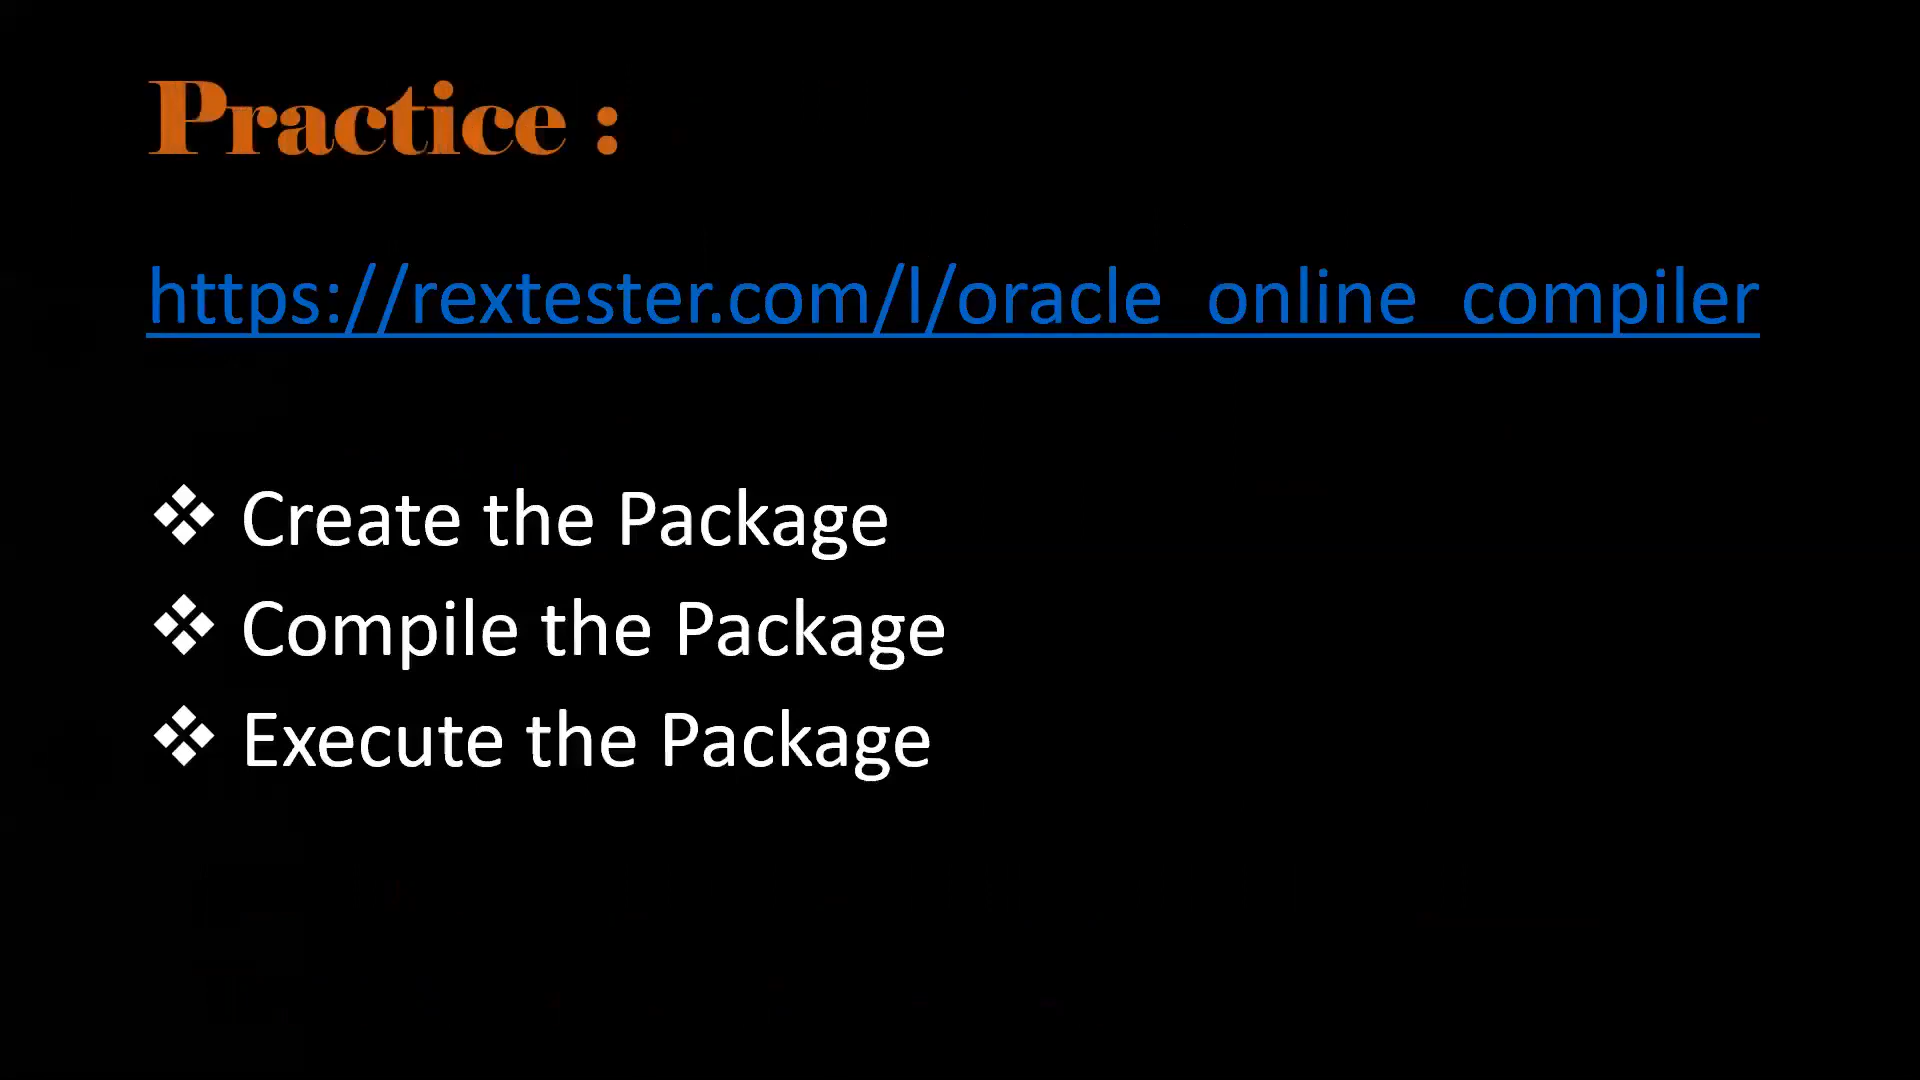 Practice :
https://rextester.com/l/oracle_online_compiler
❖ Create the Package
❖ Compile the Package
❖ Execute the Package